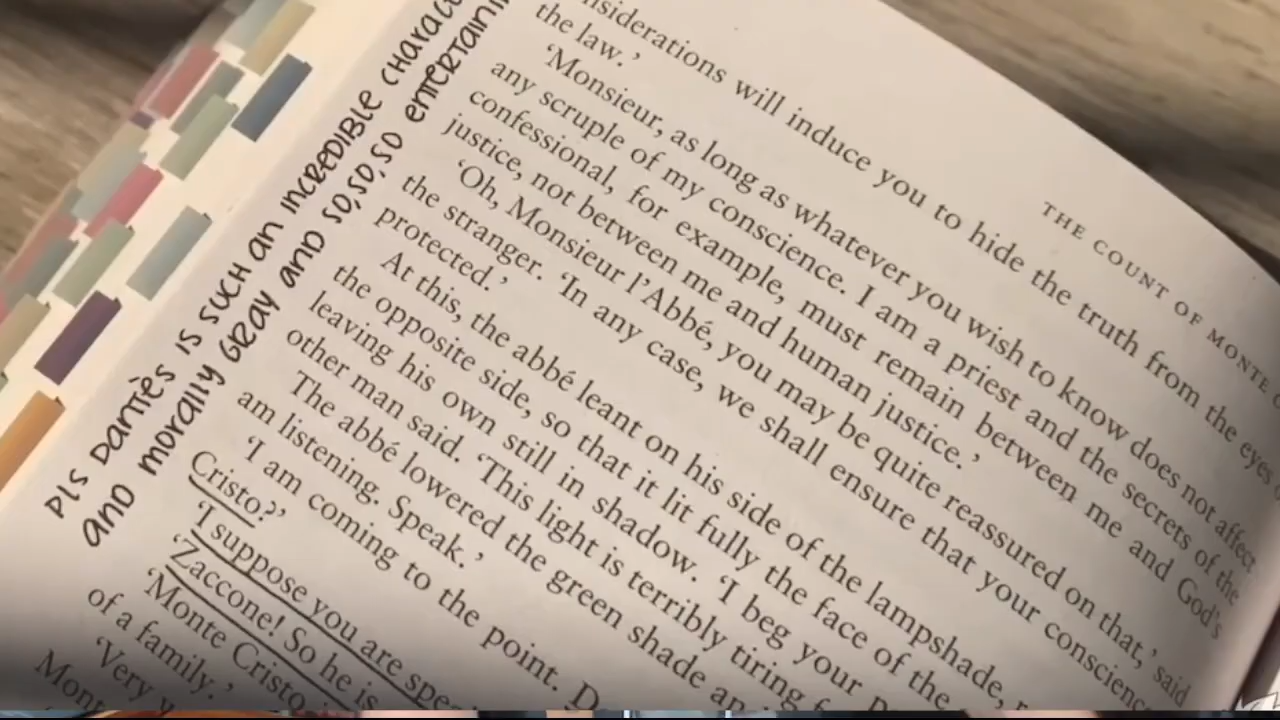 THE COUNT OF MONTE
considerations will induce you to hide the truth from the eyes
the law.’
‘Monsieur, as long as whatever you wish to know does not affect
any scruple of my conscience. I am a priest and the secrets of the
confessional, for example, must remain between me and God's
justice, not between me and human justice.’
‘Oh, Monsieur l’Abbé, you may be quite reassured on that,’ said
the stranger. ‘In any case, we shall ensure that your conscience
protected.’
At this, the abbé leant on his side of the lampshade,
the opposite side, so that it lit fully the face of the
leaving his own still in shadow. ‘I beg your
other man said. ‘This light is terribly tiring
The abbé lowered the green shade
am listening. Speak.’
‘I am coming to the point. D
Cristo?’
‘I suppose you are spea
‘Zaccone! So he is
‘Monte Cristo
of a family.’
‘Very
Mont
pls Dantès is such an incredible charac
and morally gray and so, so, so entertaini